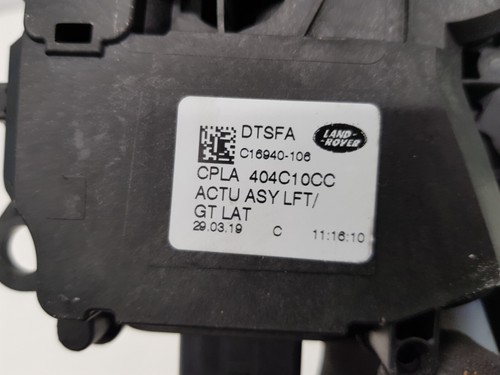 DTSFA
LAND-
ROVER
C16940-106
CPLA 404C10CC
ACTU ASY LFT/
GT LAT
29.03.19 C 11:16:10